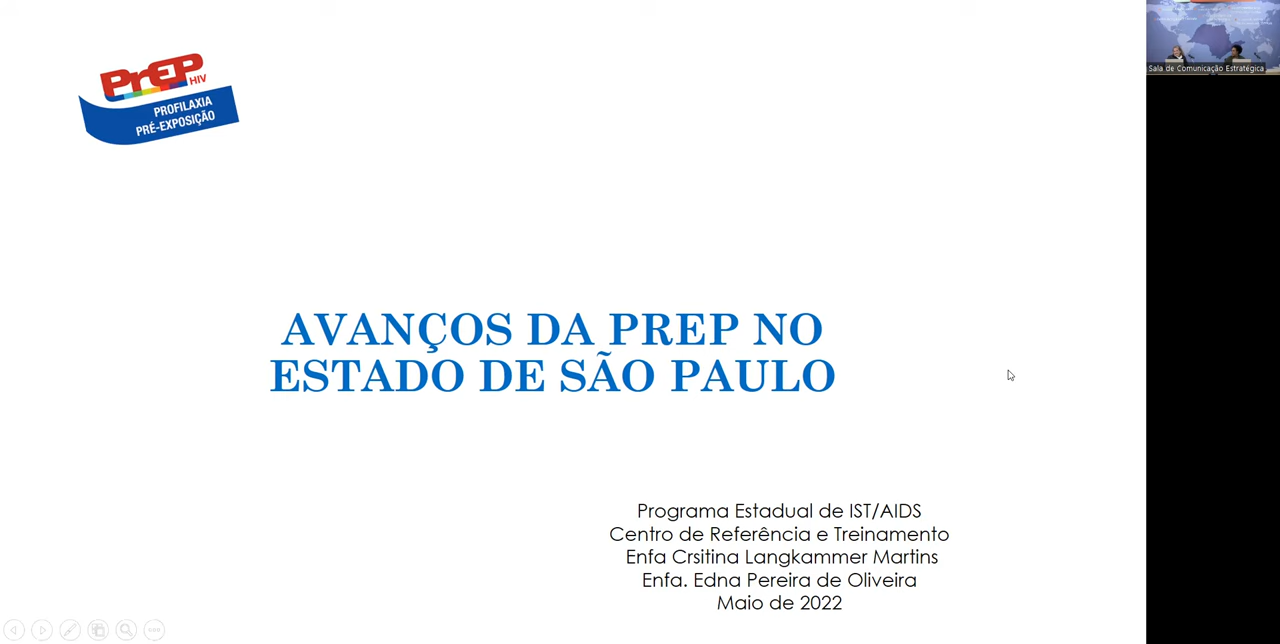 PrEP
HIV
PROFILAXIA
PRÉ-EXPOSIÇÃO
Sala de Comunicação Estratégica
AVANÇOS DA PREP NO
ESTADO DE SÃO PAULO
Programa Estadual de IST/AIDS
Centro de Referência e Treinamento
Enfa Crsitina Langkammer Martins
Enfa. Edna Pereira de Oliveira
Maio de 2022